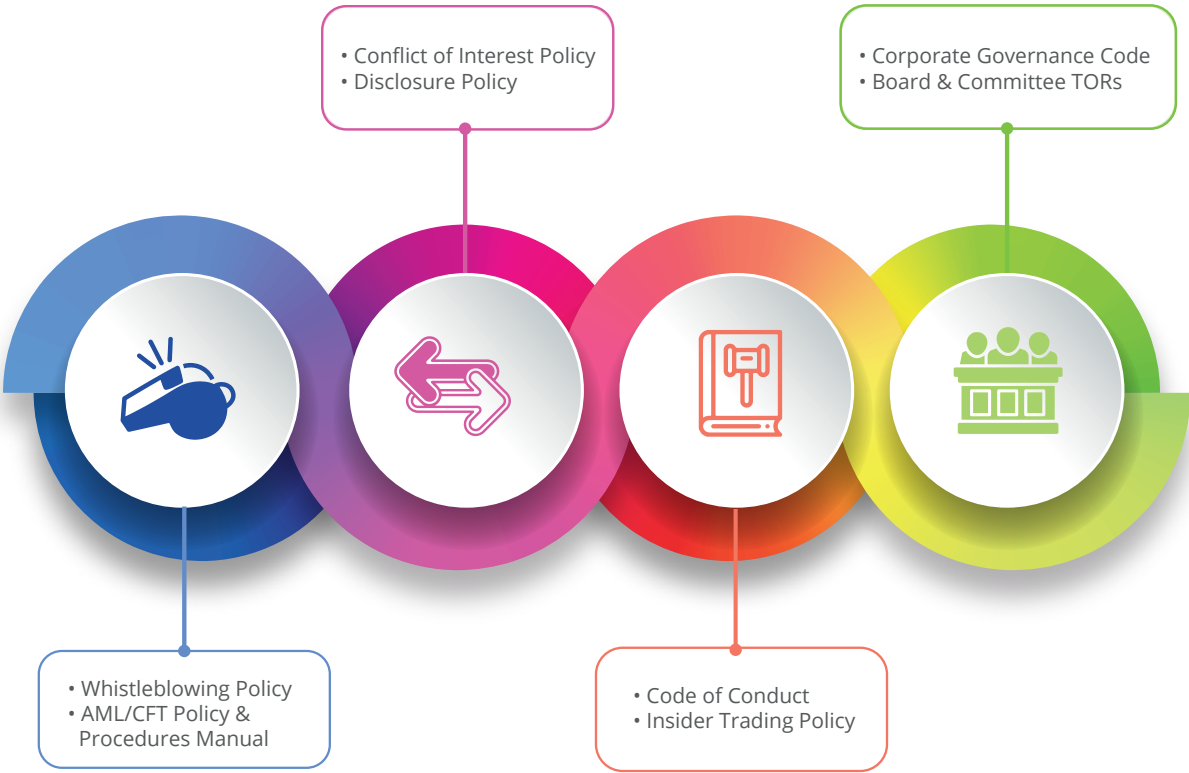 • Conflict of Interest Policy
• Disclosure Policy
• Corporate Governance Code
• Board & Committee TORs
• Whistleblowing Policy
• AML/CFT Policy &
Procedures Manual
• Code of Conduct
• Insider Trading Policy